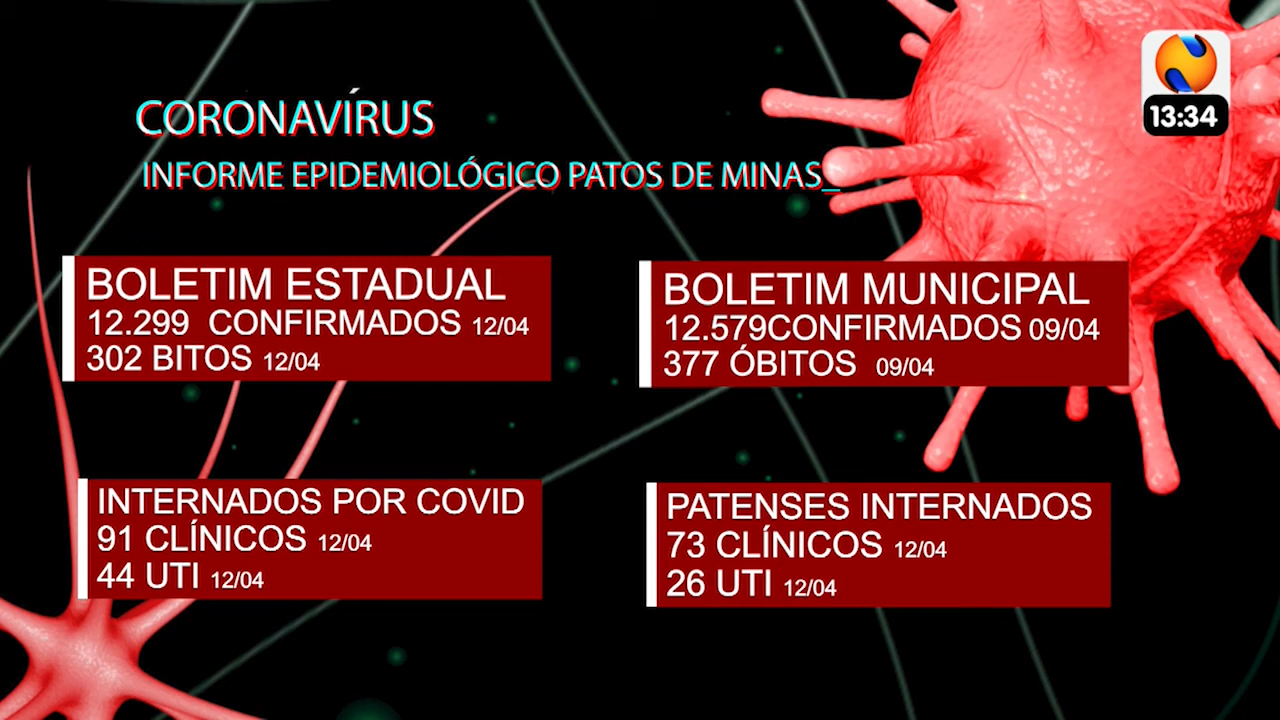 13:34
CORONAVÍRUS
INFORME EPIDEMIOLÓGICO PATOS DE MINAS_
BOLETIM ESTADUAL
12.299 CONFIRMADOS 12/04
302 BITOS 12/04
BOLETIM MUNICIPAL
12.579CONFIRMADOS 09/04
377 ÓBITOS 09/04
INTERNADOS POR COVID
91 CLÍNICOS 12/04
44 UTI 12/04
PATENSES INTERNADOS
73 CLÍNICOS 12/04
26 UTI 12/04